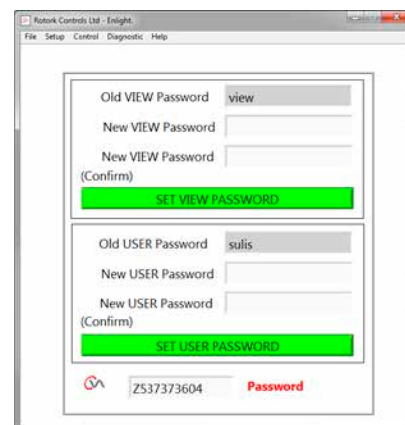 Rotork Controls Ltd - Enlight.
File Setup Control Diagnostic Help
Old VIEW Password view
New VIEW Password
New VIEW Password
(Confirm)
SET VIEW PASSWORD
Old USER Password sulis
New USER Password
New USER Password
(Confirm)
SET USER PASSWORD
Z537373604 Password